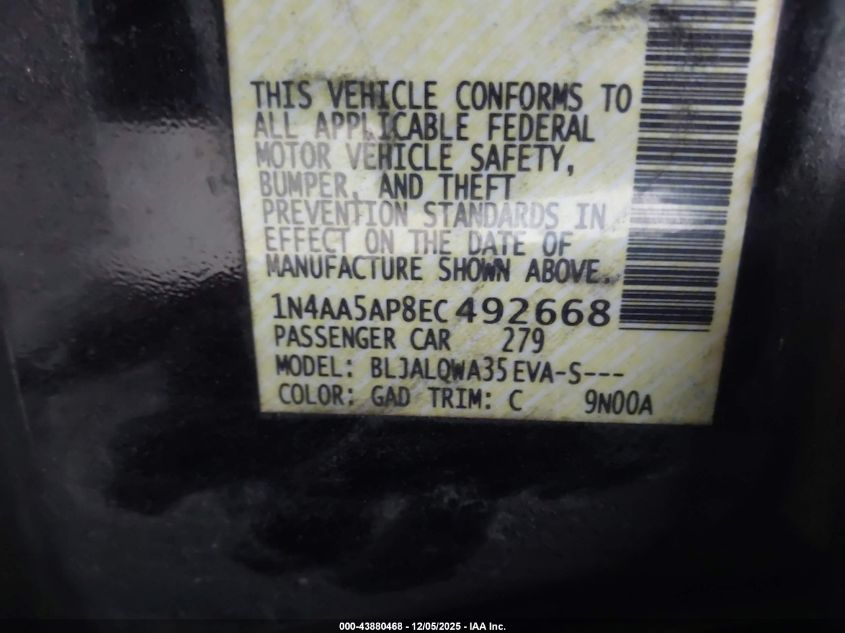 THIS VEHICLE CONFORMS TO
ALL APPLICABLE FEDERAL
MOTOR VEHICLE SAFETY,
BUMPER, AND THEFT
PREVENTION STANDARDS IN
EFFECT ON THE DATE OF
MANUFACTURE SHOWN ABOVE.
1N4AA5AP8EC492668
PASSENGER CAR 279
MODEL: BLJALQWA35EVA-S---
COLOR: GAD TRIM: C 9N00A
000-43880468 - 12/05/2025 - IAA Inc.